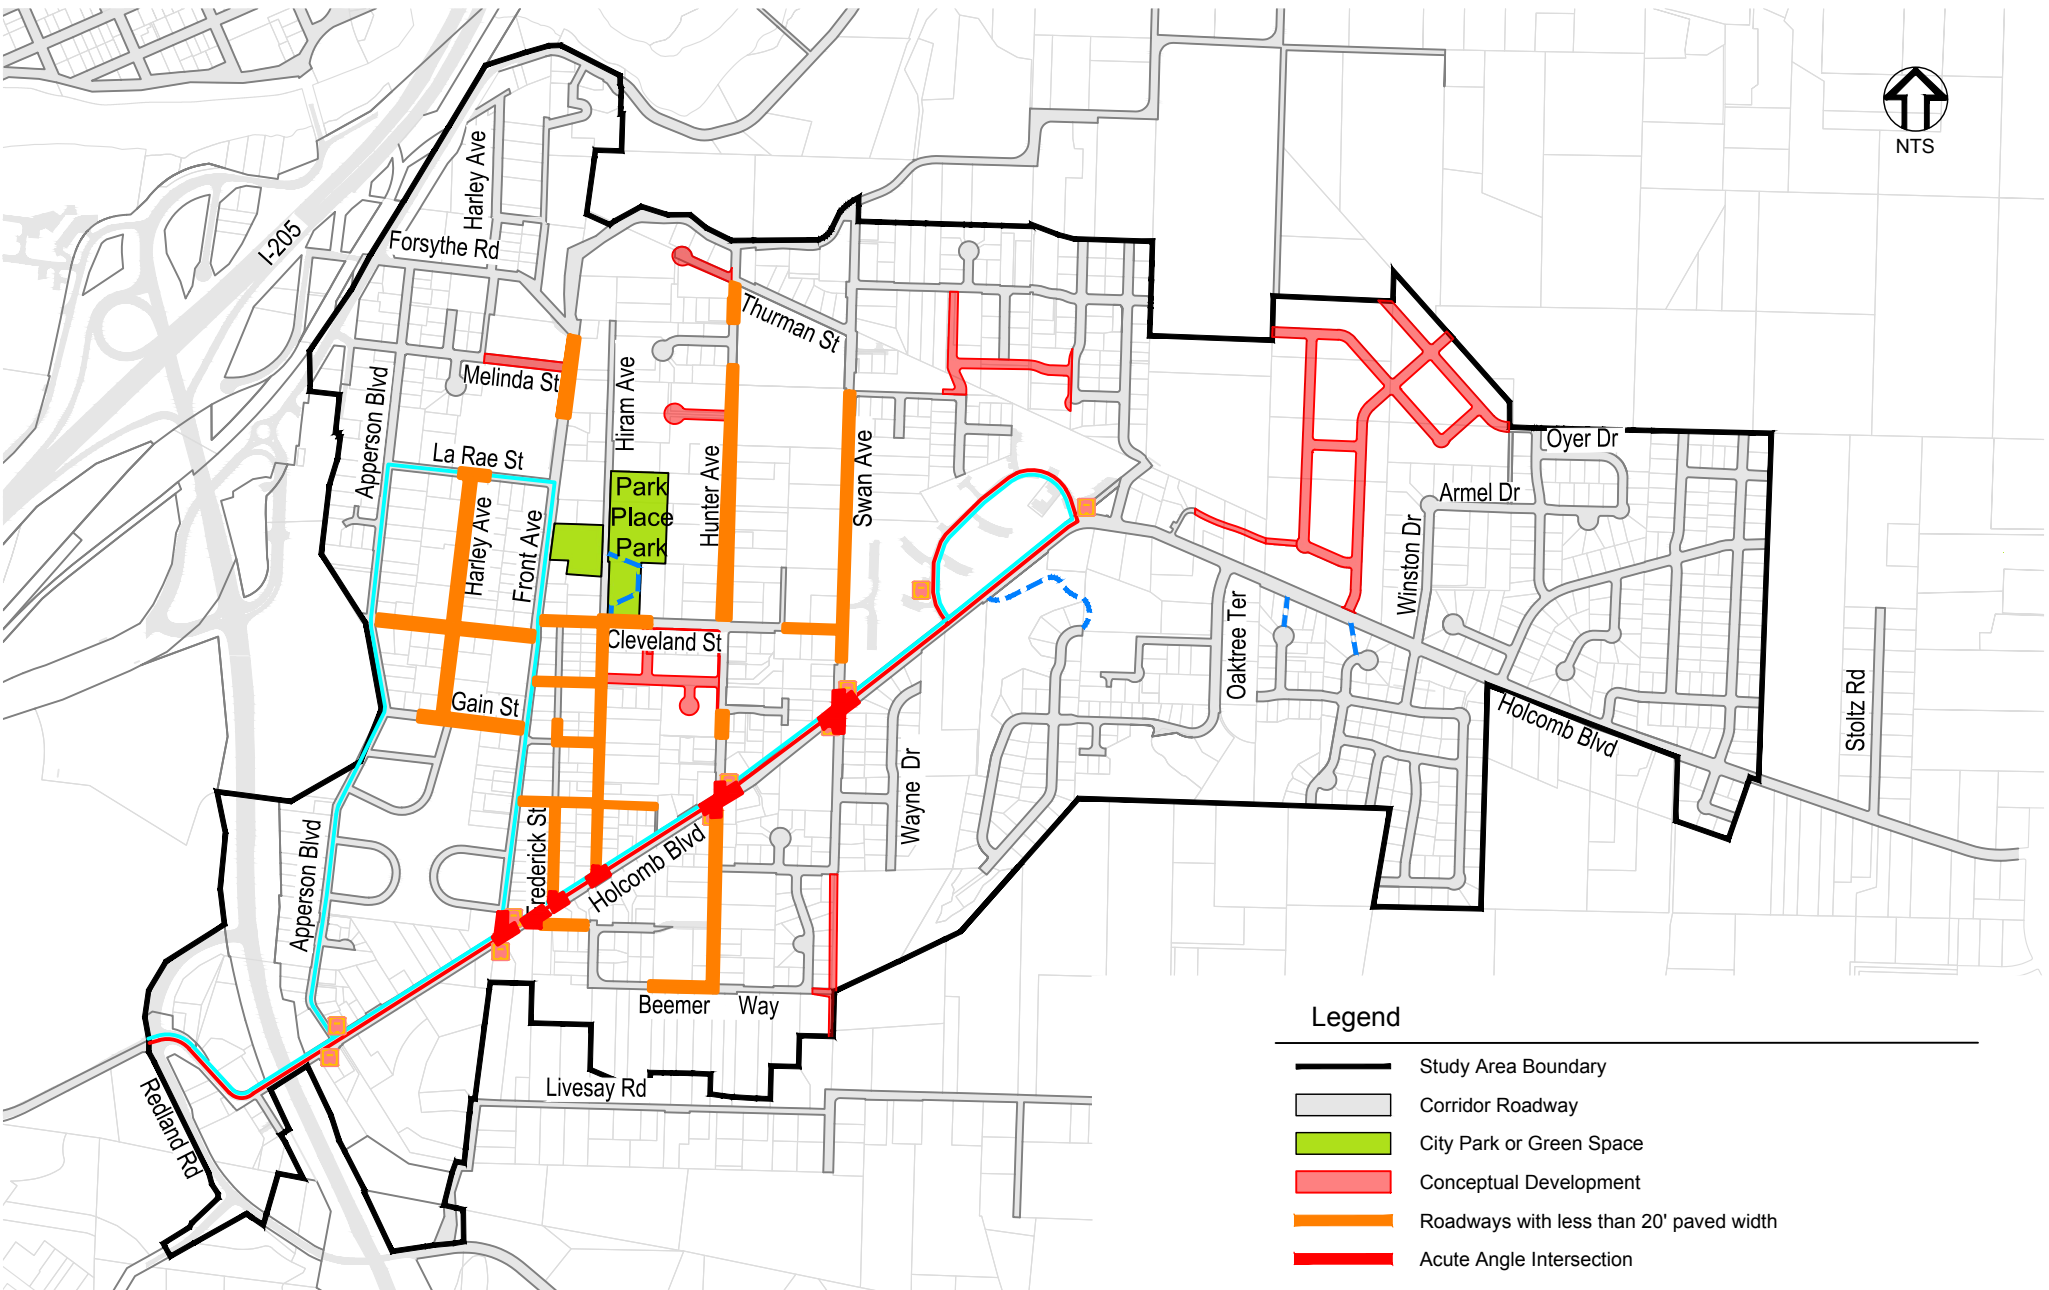 NTS
I-205
Harley Ave
Forsythe Rd
Thurman St
Melinda St
Hiram Ave
Apperson Blvd
La Rae St
Hunter Ave
Swan Ave
Oyer Dr
Armel Dr
Park
Place
Park
Harley Ave
Front Ave
Winston Dr
Oaktree Ter
Cleveland St
Gain St
Stoltz Rd
Holcomb Blvd
Wayne Dr
Frederick St
Holcomb Blvd
Apperson Blvd
Beemer Way
Livesay Rd
Redland Rd
Legend
Study Area Boundary
Corridor Roadway
City Park or Green Space
Conceptual Development
Roadways with less than 20' paved width
Acute Angle Intersection